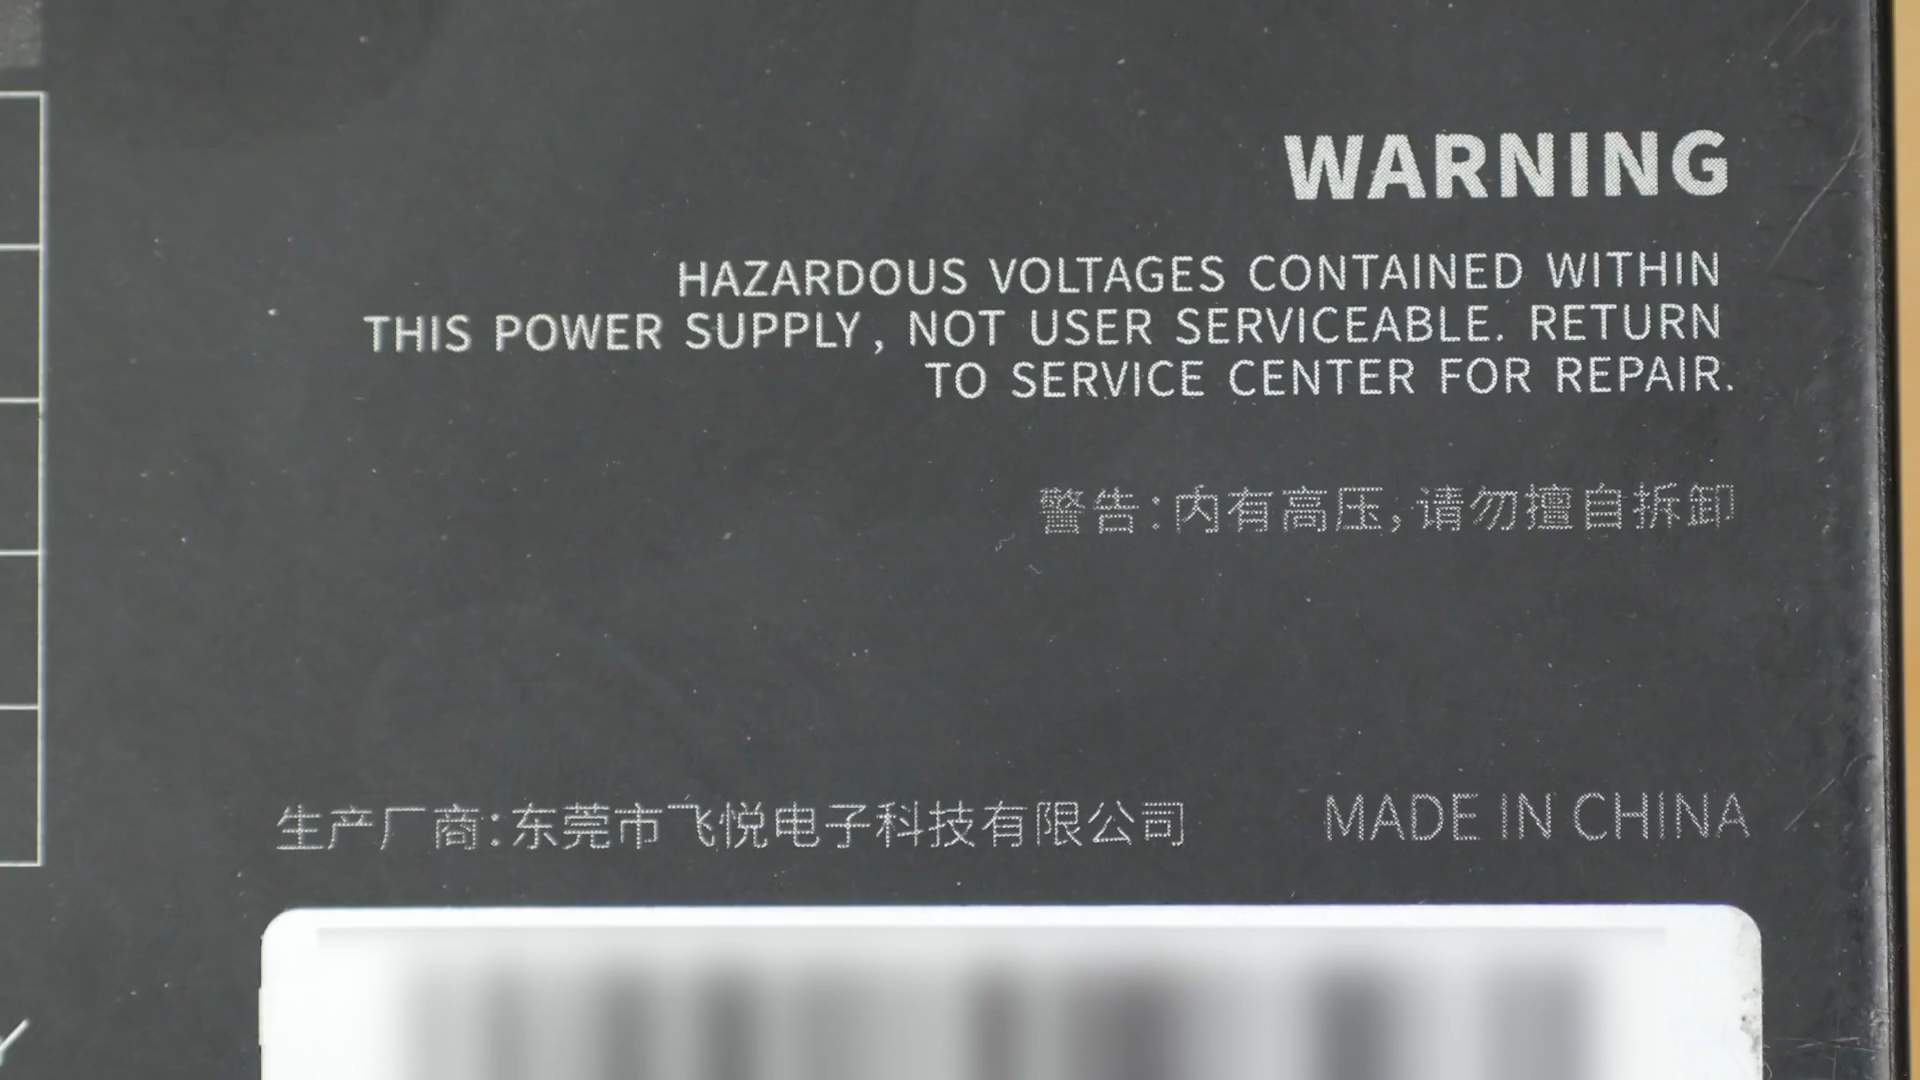 WARNING
HAZARDOUS VOLTAGES CONTAINED WITHIN
THIS POWER SUPPLY, NOT USER SERVICEABLE. RETURN
TO SERVICE CENTER FOR REPAIR.
警告:内有高压,请勿擅自拆卸
生产厂商:东莞市飞悦电子科技有限公司
MADE IN CHINA
Y